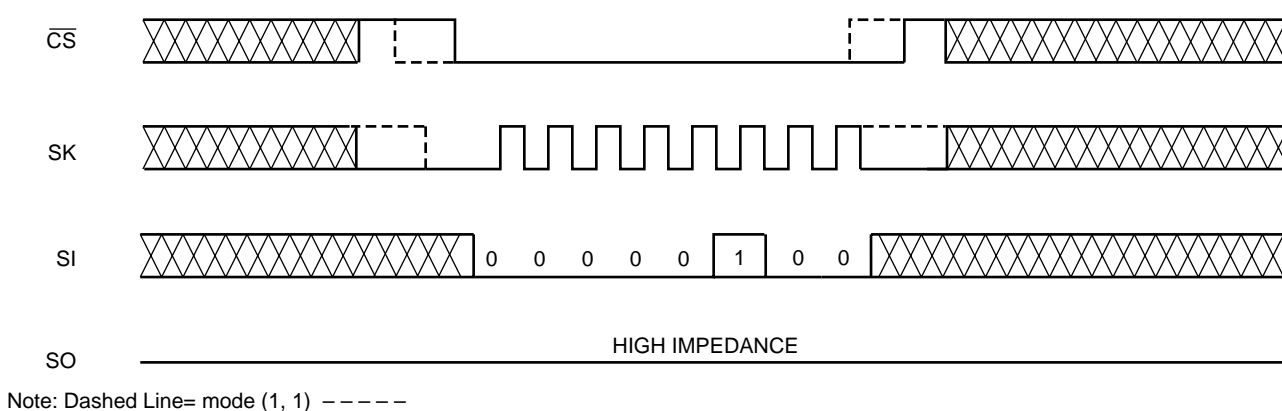 C̅S̅
SK
SI
0 0 0 0 0 1 0 0
HIGH IMPEDANCE
SO
Note: Dashed Line= mode (1, 1) – – – – –